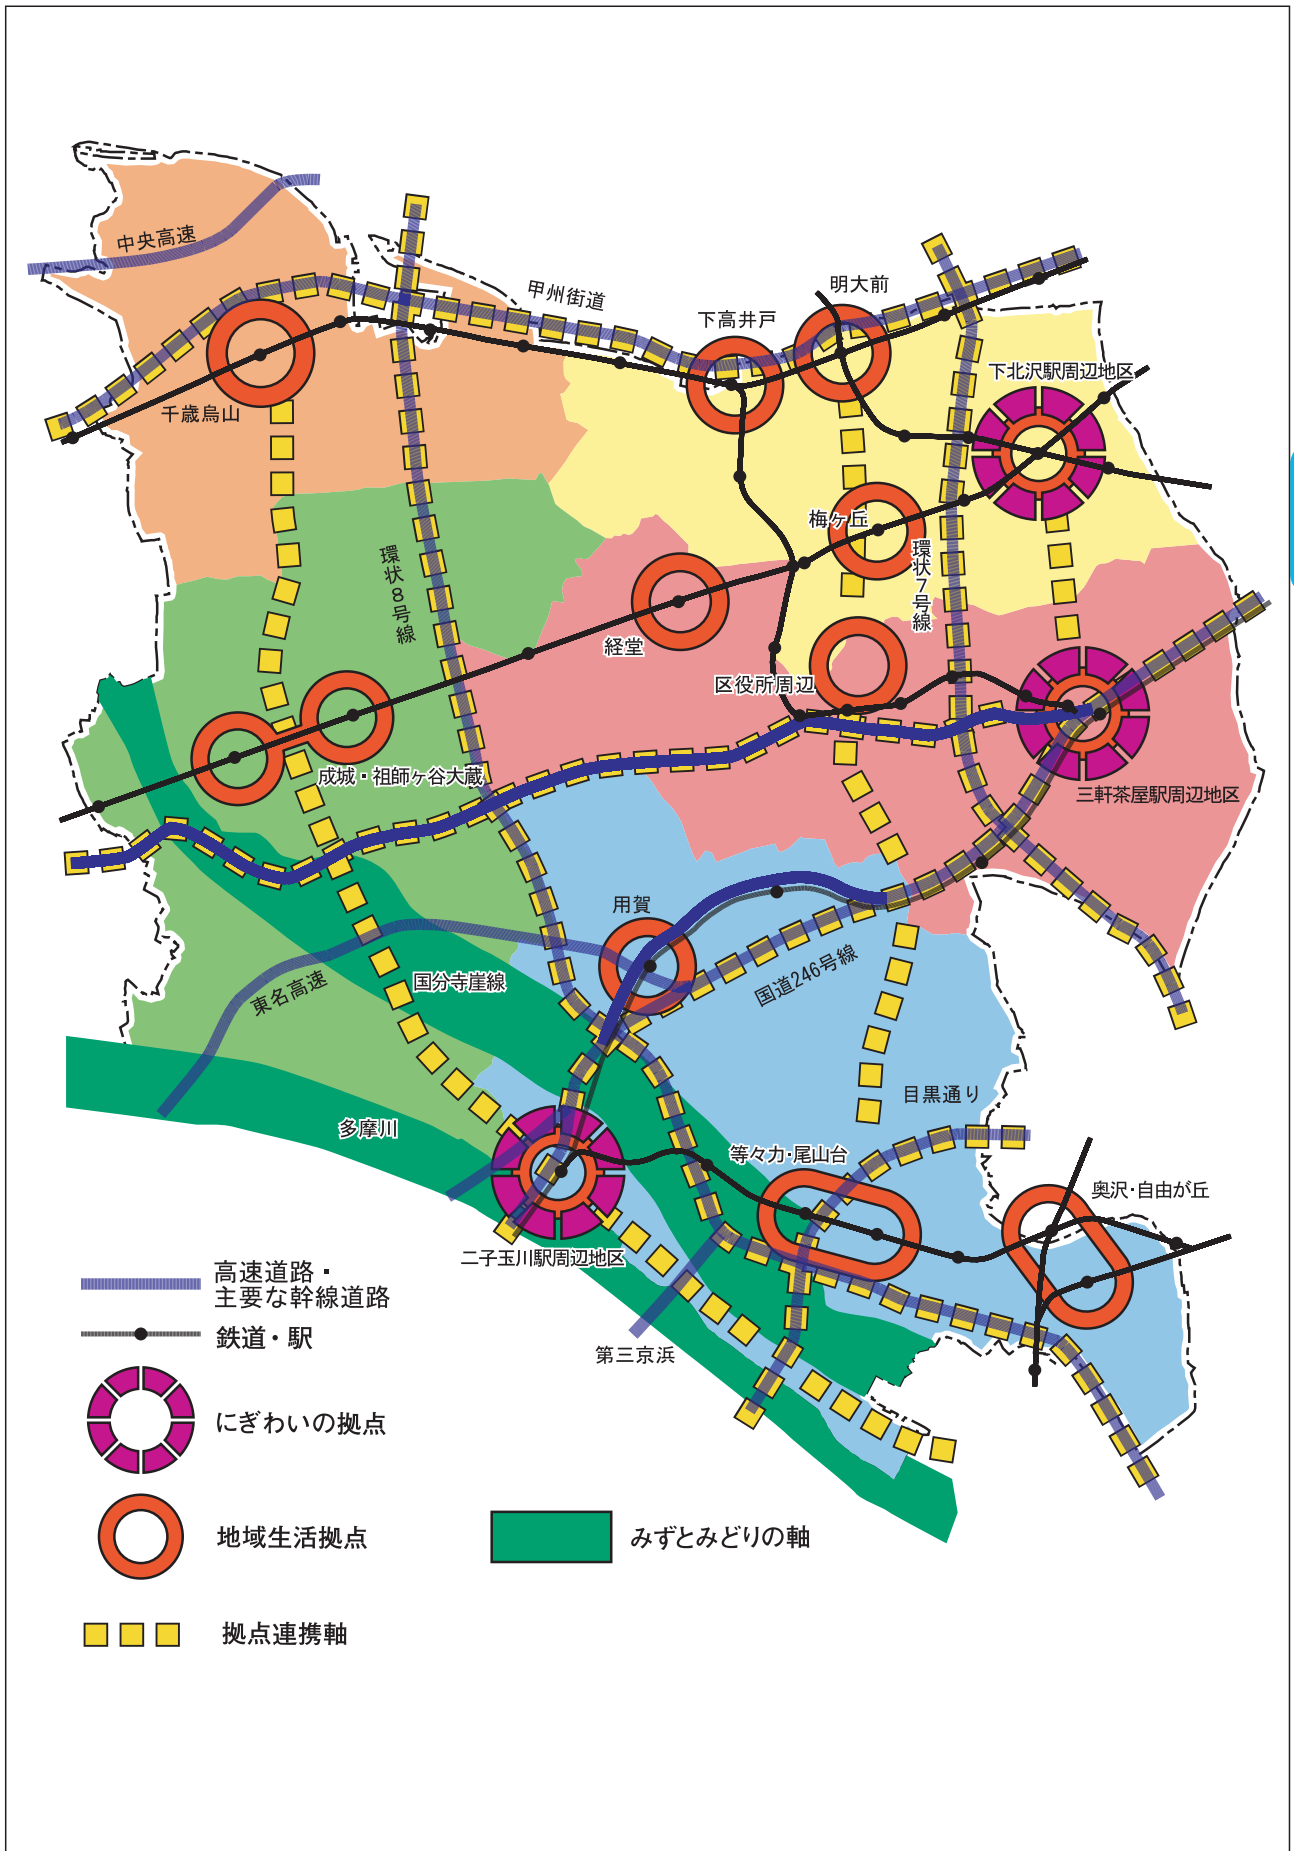 中央高速
甲州街道
明大前
下高井戸
下北沢駅周辺地区
千歳烏山
梅ヶ丘
環状8号線
環状7号線
経堂
区役所周辺
成城・祖師ヶ谷大蔵
三軒茶屋駅周辺地区
用賀
国道246号線
国分寺崖線
東名高速
目黒通り
多摩川
等々力・尾山台
奥沢・自由が丘
二子玉川駅周辺地区
第三京浜
高速道路・
主要な幹線道路
鉄道・駅
にぎわいの拠点
地域生活拠点
みずとみどりの軸
拠点連携軸